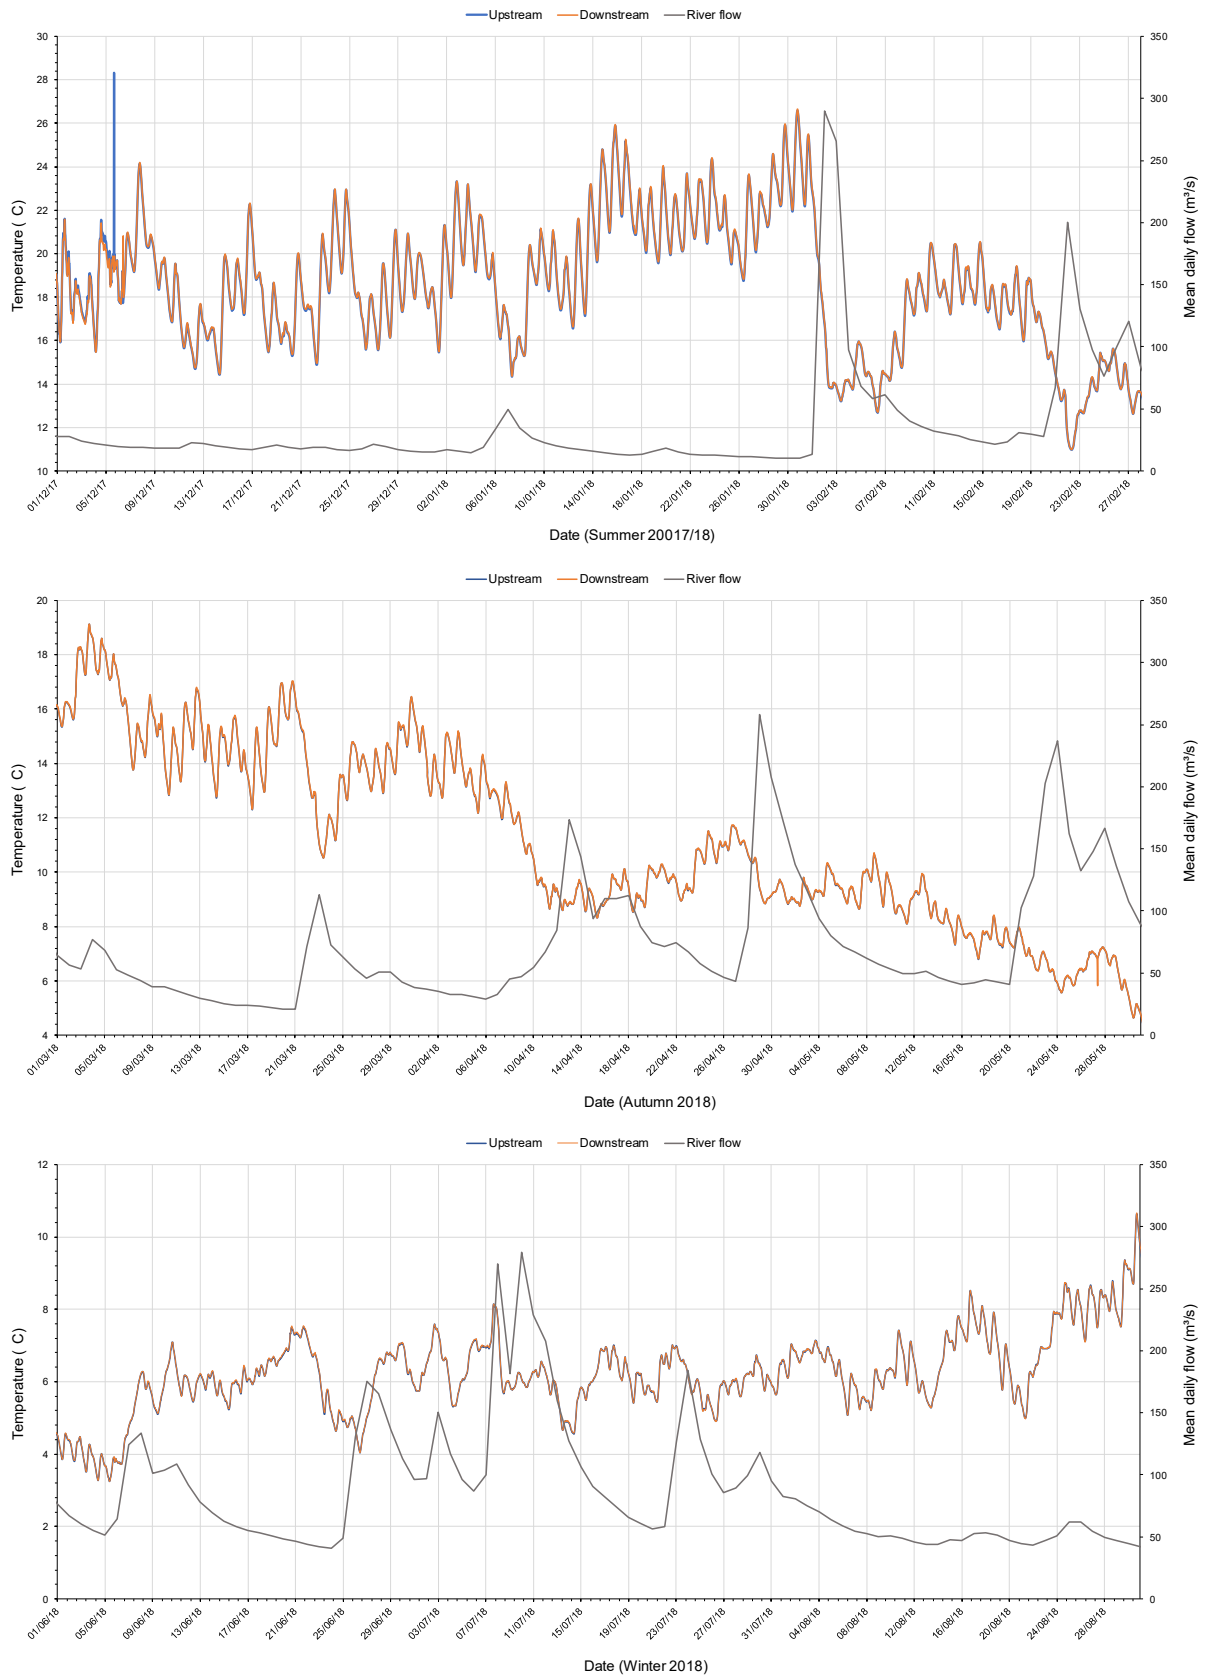 Upstream Downstream River flow
30 350
28
26 300
24 250
22
20 200
18 150
16
14 100
12 50
10 0
Temperature ( C)
Mean daily flow (m³/s)
01/12/17 05/12/17 09/12/17 13/12/17 17/12/17 21/12/17 25/12/17 29/12/17 02/01/18 06/01/18 10/01/18 14/01/18 18/01/18 22/01/18 26/01/18 30/01/18 03/02/18 07/02/18 11/02/18 15/02/18 19/02/18 23/02/18 27/02/18
Date (Summer 20017/18)
Upstream Downstream River flow
20 350
18 300
16 250
14
12 200
10 150
8 100
6 50
4 0
Temperature ( C)
Mean daily flow (m³/s)
01/03/18 05/03/18 09/03/18 13/03/18 17/03/18 21/03/18 25/03/18 29/03/18 02/04/18 06/04/18 10/04/18 14/04/18 18/04/18 22/04/18 26/04/18 30/04/18 04/05/18 08/05/18 12/05/18 16/05/18 20/05/18 24/05/18 28/05/18
Date (Autumn 2018)
Upstream Downstream River flow
12 350
10 300
250
8 200
6 150
4 100
2 50
0 0
Temperature ( C)
Mean daily flow (m³/s)
01/06/18 05/06/18 09/06/18 13/06/18 17/06/18 21/06/18 25/06/18 29/06/18 03/07/18 07/07/18 11/07/18 15/07/18 19/07/18 23/07/18 27/07/18 31/07/18 04/08/18 08/08/18 12/08/18 16/08/18 20/08/18 24/08/18 28/08/18
Date (Winter 2018)